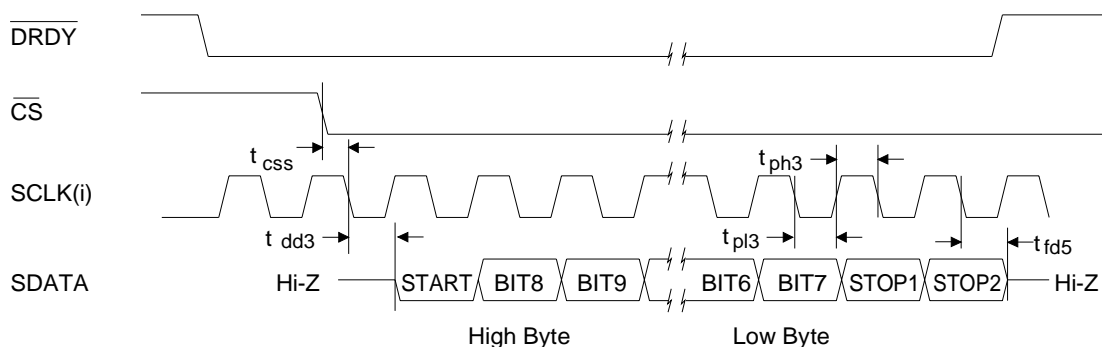 DRDY
CS
t css
t ph3
SCLK(i)
t dd3
t pl3
t fd5
SDATA
Hi-Z START BIT8 BIT9 BIT6 BIT7 STOP1 STOP2 Hi-Z
High Byte Low Byte